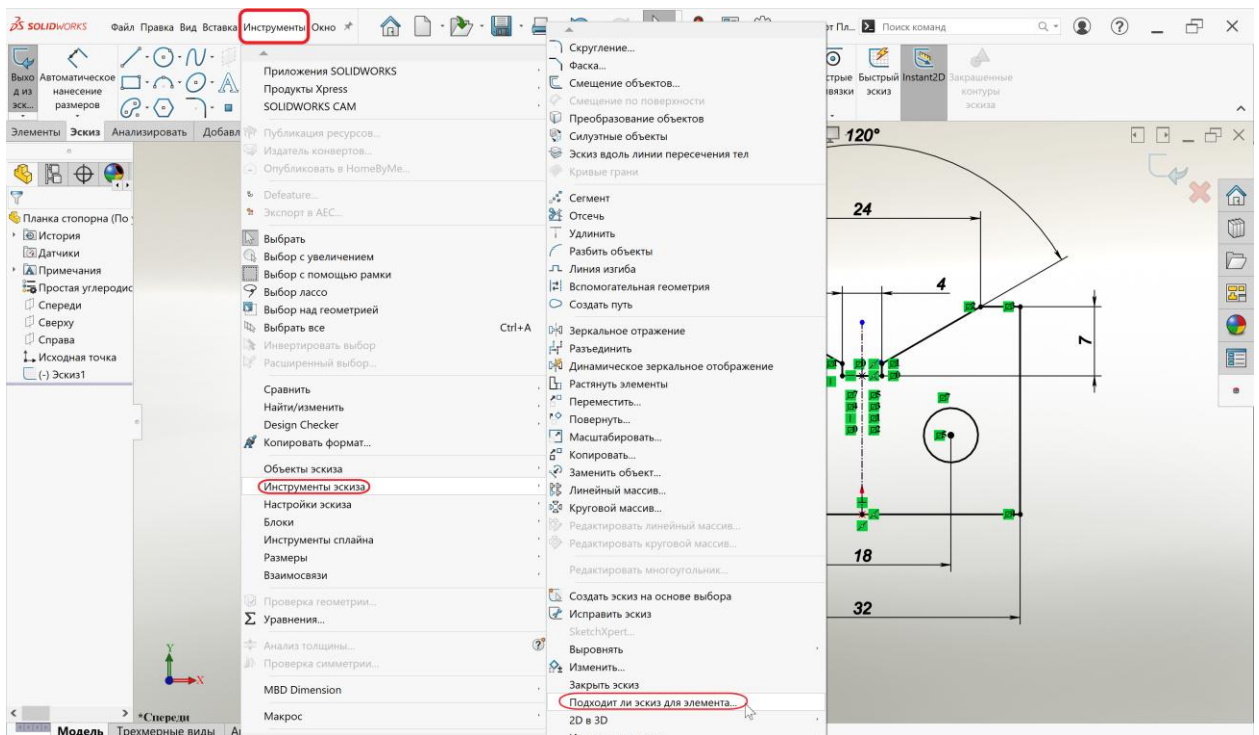 SOLIDWORKS Файл Правка Вид Вставка Инструменты Окно
Поиск команд
Выхо д из эск...
Автоматическое нанесение размеров
Быстрый эскиз
Instant2D
Закрашенные контуры эскиза
Элементы Эскиз Анализировать
Планка стопорна
История
Датчики
Примечания
Простая углеродис
Спереди
Сверху
Справа
Исходная точка
(-) Эскиз1
Приложения SOLIDWORKS
Продукты Xpress
SOLIDWORKS CAM
Публикация ресурсов...
Издатель конвертов...
Опубликовать в HomeByMe...
Defeature...
Экспорт в AEC...
Выбрать
Выбор с увеличением
Выбор с помощью рамки
Выбор лассо
Выбор над геометрией
Выбрать все Ctrl+A
Инвертировать выбор
Расширенный выбор...
Сравнить
Найти/изменить
Design Checker
Копировать формат...
Объекты эскиза
Инструменты эскиза
Настройки эскиза
Блоки
Инструменты сплайна
Размеры
Взаимосвязи
Проверка геометрии...
Уравнения...
Анализ толщины...
Проверка симметрии...
MBD Dimension
Макрос
Скругление...
Фаска...
Смещение объектов...
Смещение по поверхности
Преобразование объектов
Силуэтные объекты
Эскиз вдоль линии пересечения тел
Кривые грани
Сегмент
Отсечь
Удлинить
Разбить объекты
Линия изгиба
Вспомогательная геометрия
Создать путь
Зеркальное отражение
Разъединить
Динамическое зеркальное отображение
Растянуть элементы
Переместить...
Повернуть...
Масштабировать...
Копировать...
Заменить объект...
Линейный массив...
Круговой массив...
Редактировать линейный массив...
Редактировать круговой массив...
Редактировать многоугольник...
Создать эскиз на основе выбора
Исправить эскиз
SketchXpert...
Выровнять
Изменить...
Закрыть эскиз
Подходит ли эскиз для элемента...
2D в 3D
120°
24
4
7
18
32
Y
X
*Спереди
Модель Трехмерные виды